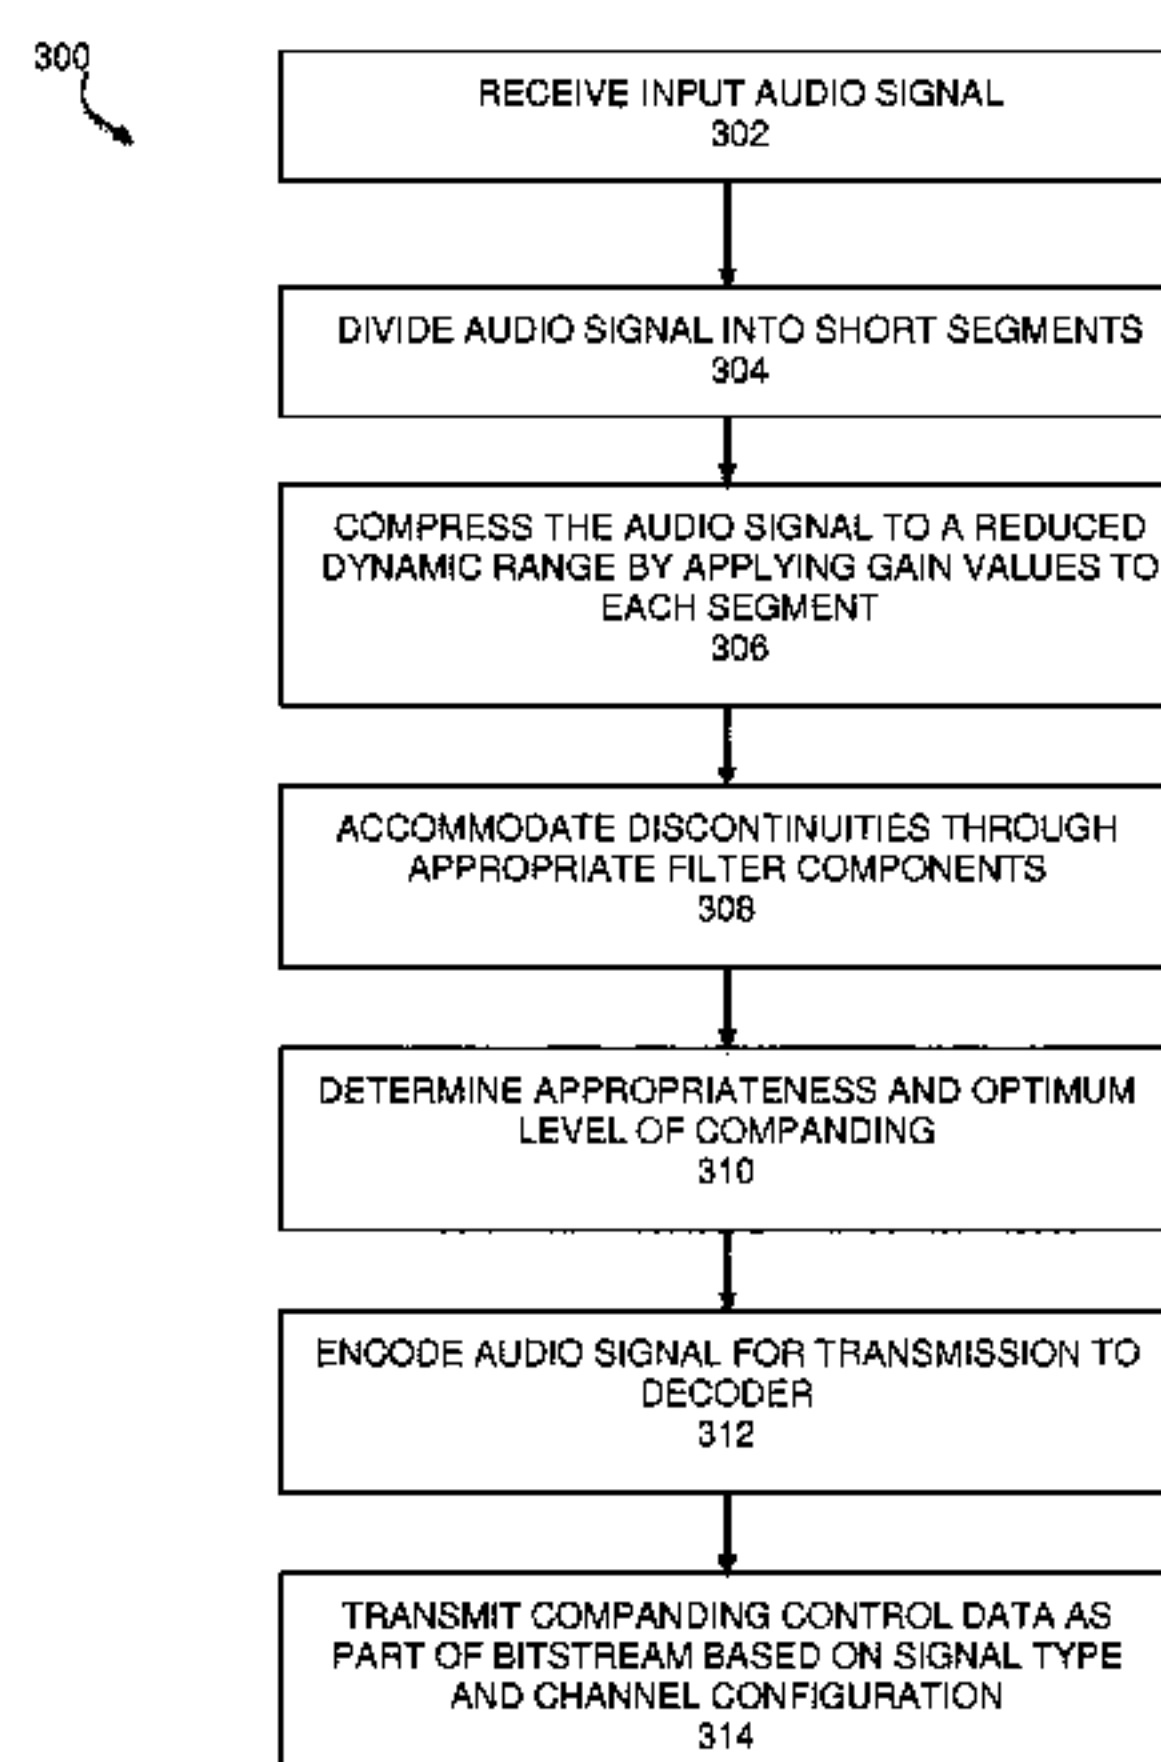 300
RECEIVE INPUT AUDIO SIGNAL
302
DIVIDE AUDIO SIGNAL INTO SHORT SEGMENTS
304
COMPRESS THE AUDIO SIGNAL TO A REDUCED
DYNAMIC RANGE BY APPLYING GAIN VALUES TO
EACH SEGMENT
306
ACCOMMODATE DISCONTINUITIES THROUGH
APPROPRIATE FILTER COMPONENTS
308
DETERMINE APPROPRIATENESS AND OPTIMUM
LEVEL OF COMPANDING
310
ENCODE AUDIO SIGNAL FOR TRANSMISSION TO
DECODER
312
TRANSMIT COMPANDING CONTROL DATA AS
PART OF BITSTREAM BASED ON SIGNAL TYPE
AND CHANNEL CONFIGURATION
314